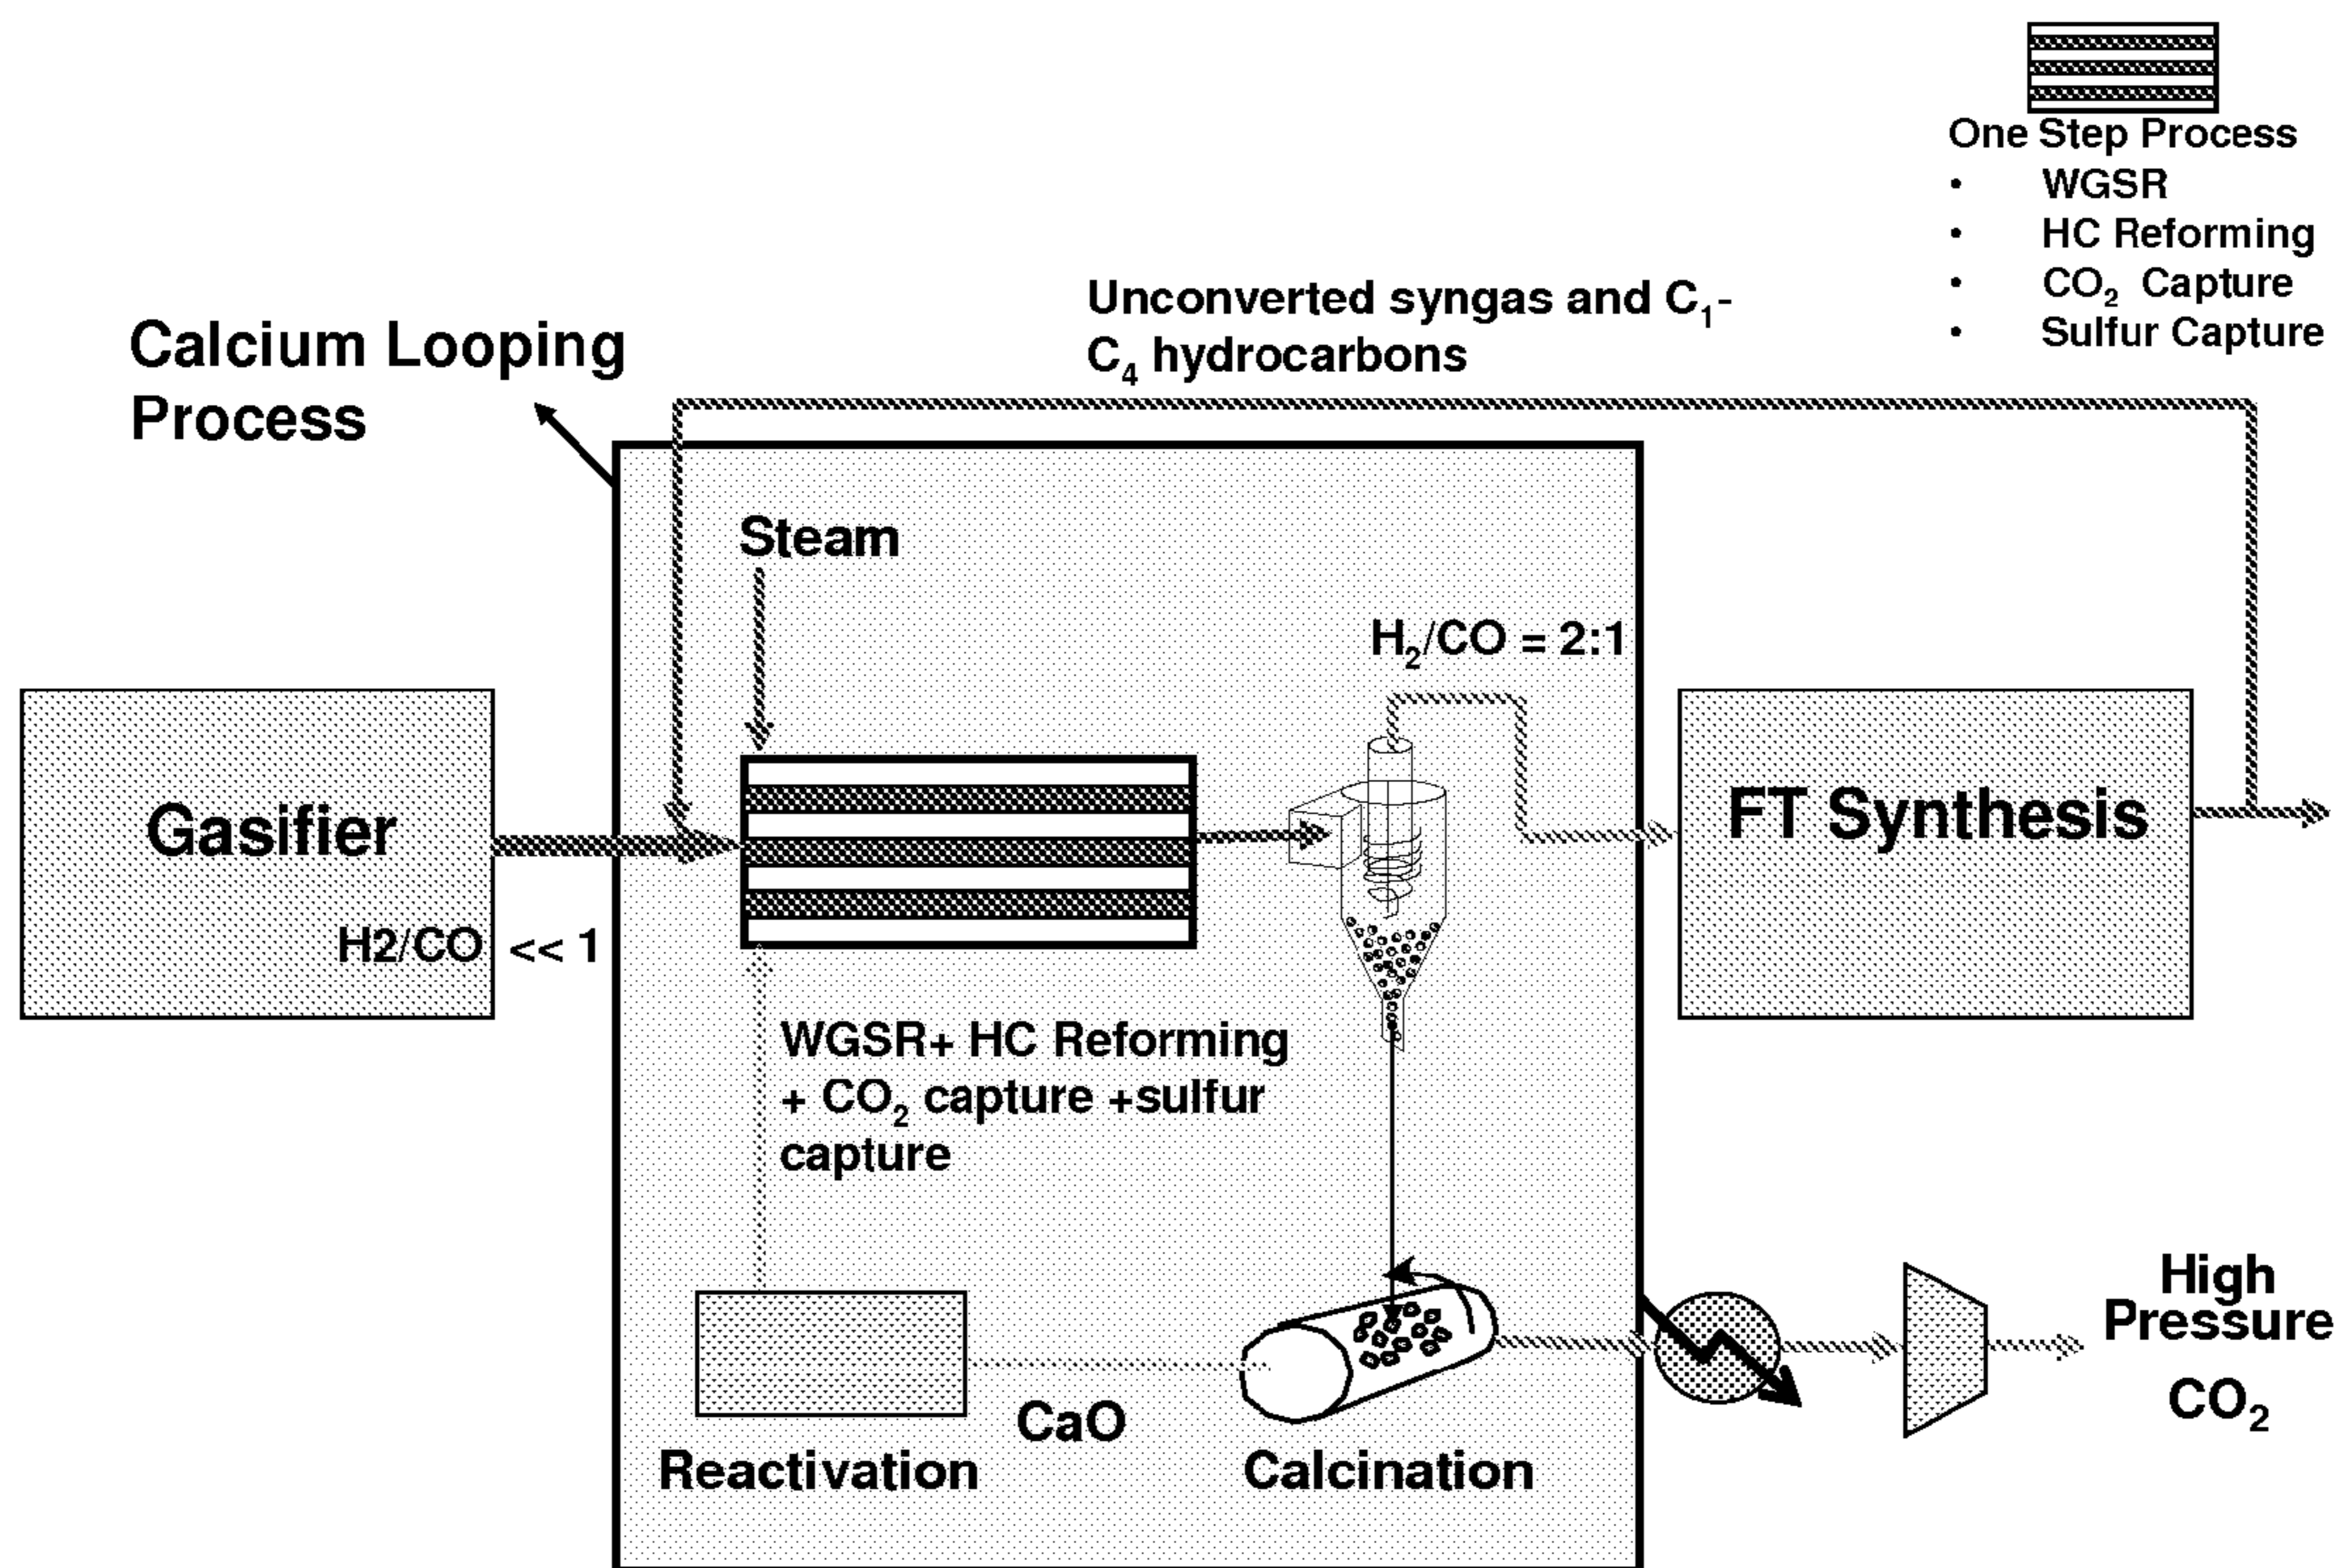 One Step Process
• WGSR
• HC Reforming
• CO₂ Capture
• Sulfur Capture
Unconverted syngas and C₁-
C₄ hydrocarbons
Calcium Looping
Process
Steam
H₂/CO = 2:1
Gasifier
FT Synthesis
H2/CO << 1
WGSR+ HC Reforming
+ CO₂ capture +sulfur
capture
High
Pressure
CO₂
CaO
Reactivation
Calcination